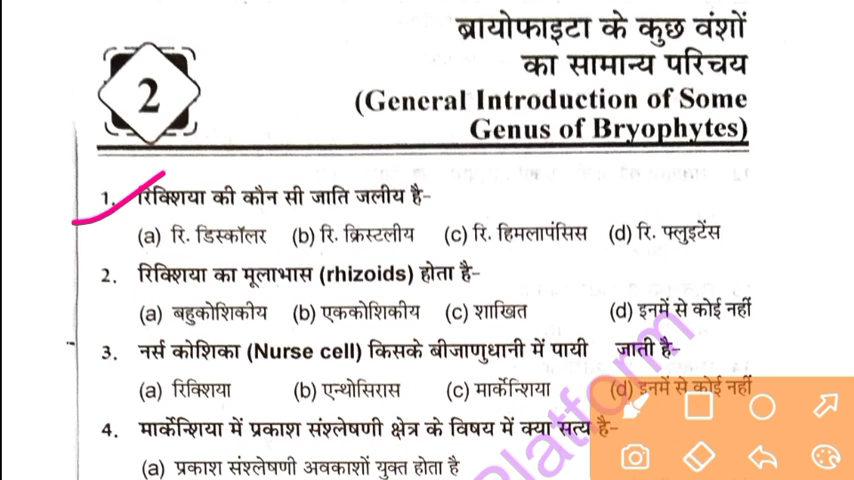 ब्रायोफाइटा के कुछ वंशों
का सामान्य परिचय
2
(General Introduction of Some
Genus of Bryophytes)
1. रिक्शिया की कौन सी जाति जलीय है-
(a) रि. डिस्कॉलर (b) रि. क्रिस्टलीय (c) रि. हिमलापंसिस (d) रि. फ्लुइटेंस
2. रिक्शिया का मूलाभास (rhizoids) होता है-
(a) बहुकोशिकीय (b) एककोशिकीय (c) शाखित (d) इनमें से कोई नहीं
3. नर्स कोशिका (Nurse cell) किसके बीजाणुधानी में पायी जाती है-
(a) रिक्शिया (b) एन्थोसिरास (c) मार्केन्शिया (d) इनमें से कोई नहीं
4. मार्केन्शिया में प्रकाश संश्लेषणी क्षेत्र के विषय में क्या सत्य है-
(a) प्रकाश संश्लेषणी अवकाशों युक्त होता है
Platform